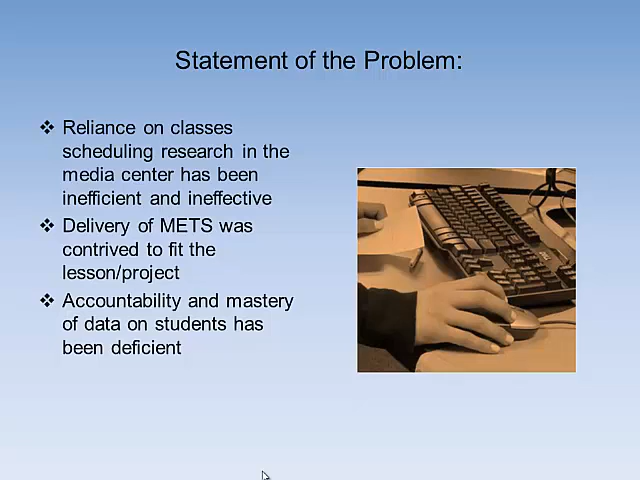 Statement of the Problem:
❖ Reliance on classes
scheduling research in the
media center has been
inefficient and ineffective
❖ Delivery of METS was
contrived to fit the
lesson/project
❖ Accountability and mastery
of data on students has
been deficient